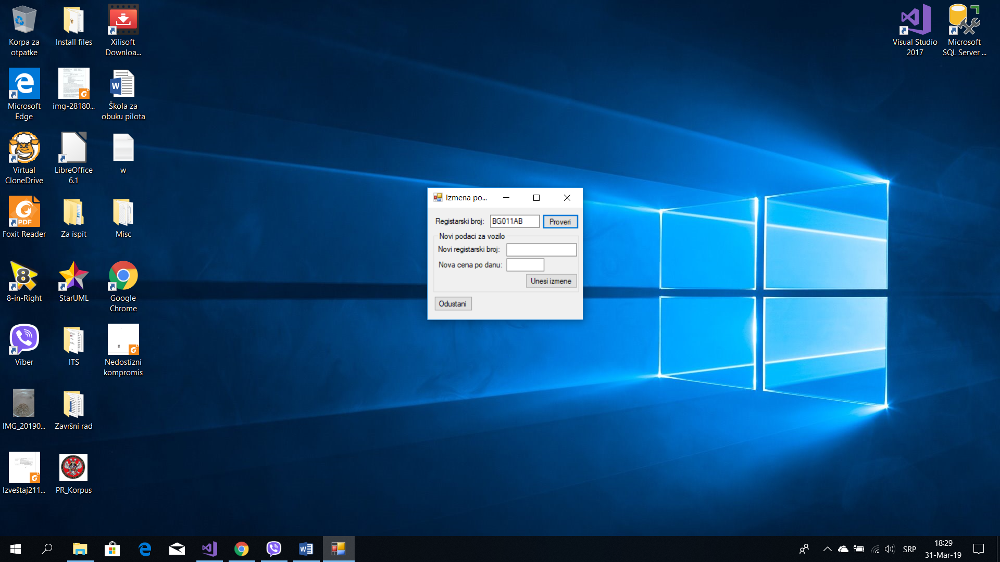 Korpa za
otpatke
Install files
Xilisoft
Downloa...
Microsoft
Edge
img-28180...
Škola za
obuku pilota
Virtual
CloneDrive
LibreOffice
6.1
w
Foxit Reader
Za ispit
Misc
8-in-Right
StarUML
Google
Chrome
Viber
ITS
Nedostizni
kompromis
IMG_20190...
Završni rad
Izveštaj211...
PR_Korpus
Visual Studio
2017
Microsoft
SQL Server ...
Izmena po...
Registarski broj: BG011AB Proveri
Novi podaci za vozilo
Novi registarski broj:
Nova cena po danu:
Unesi izmene
Odustani
SRP
18:29
31-Mar-19